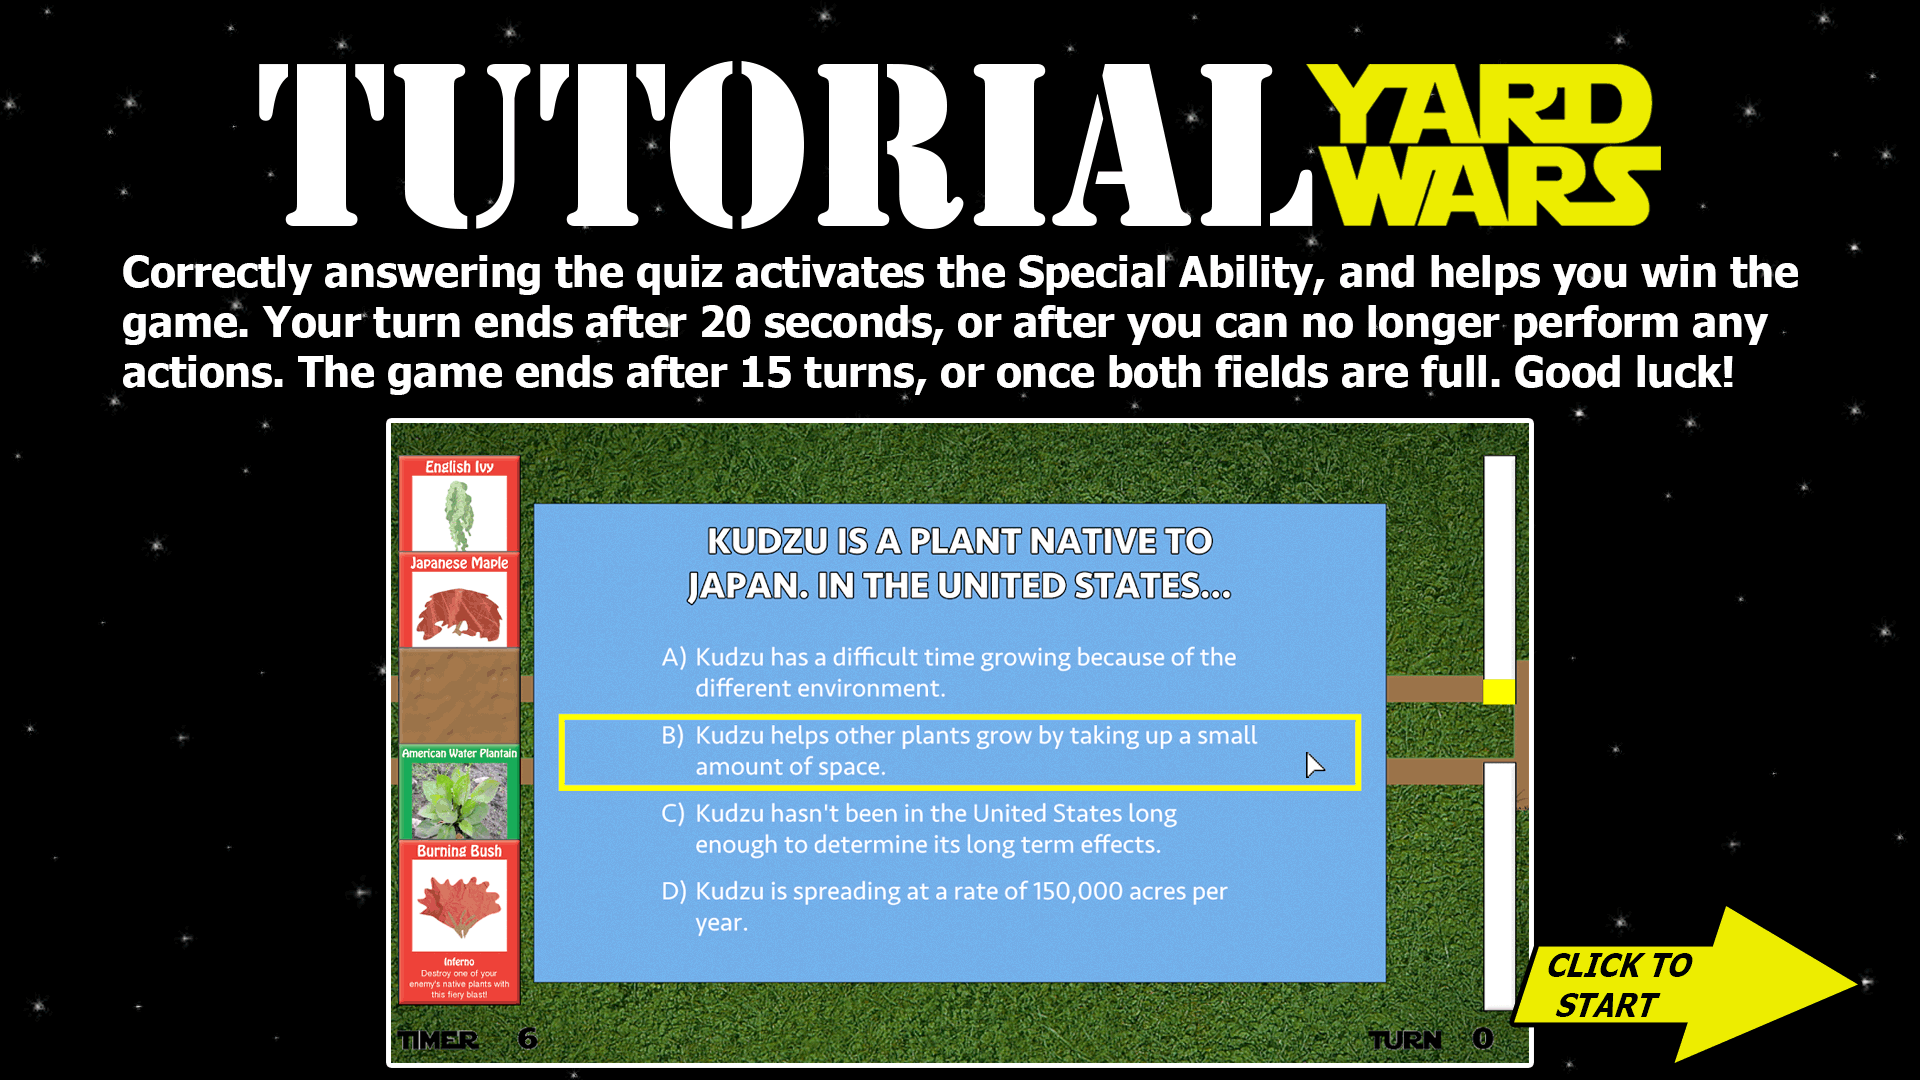 TUTORIAL
YARD
WARS
Correctly answering the quiz activates the Special Ability, and helps you win the
game. Your turn ends after 20 seconds, or after you can no longer perform any
actions. The game ends after 15 turns, or once both fields are full. Good luck!
English Ivy
Japanese Maple
American Water Plantain
Burning Bush
Inferno
Destroy one of your
enemy's native plants with
this fiery blast!
KUDZU IS A PLANT NATIVE TO
JAPAN. IN THE UNITED STATES...
A) Kudzu has a difficult time growing because of the
different environment.
B) Kudzu helps other plants grow by taking up a small
amount of space.
C) Kudzu hasn't been in the United States long
enough to determine its long term effects.
D) Kudzu is spreading at a rate of 150,000 acres per
year.
TIMER 6
TURN 0
CLICK TO
START